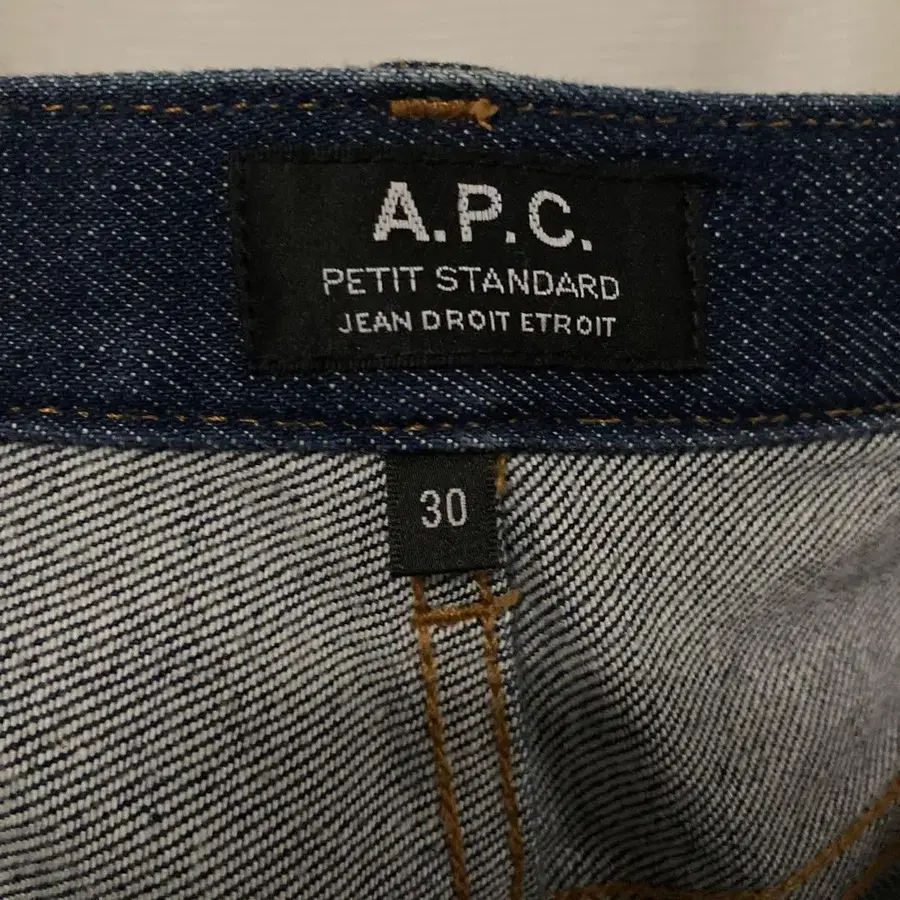 A.P.C.
PETIT STANDARD
JEAN DROIT ETROIT
30